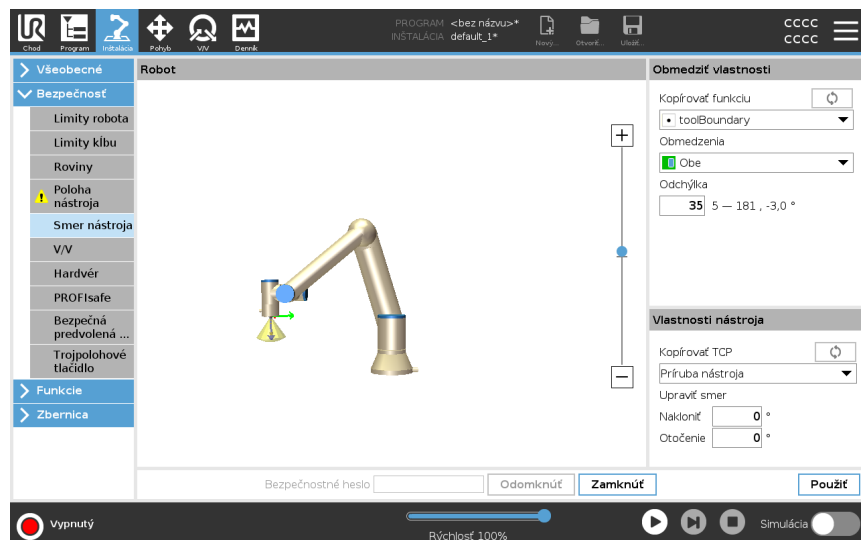 PROGRAM <bez názvu>*
INŠTALÁCIA default_1*
Chod
Program
Inštalácia
Pohyb
V/V
Denník
Nový...
Otvoriť...
Uložiť...
cccc
cccc
Všeobecné
Bezpečnosť
Limity robota
Limity kĺbu
Roviny
Poloha
nástroja
Smer nástroja
V/V
Hardvér
PROFIsafe
Bezpečná
predvolená ...
Trojpolohové
tlačidlo
Funkcie
Zbernica
Robot
Obmedziť vlastnosti
Kopírovať funkciu
toolBoundary
Obmedzenia
Obe
Odchýlka
35 5 — 181 , -3,0 °
Vlastnosti nástroja
Kopírovať TCP
Príruba nástroja
Upraviť smer
Nakloniť 0 °
Otočenie 0 °
Bezpečnostné heslo Odomknúť Zamknúť Použiť
Vypnutý
Rýchlosť 100%
Simulácia